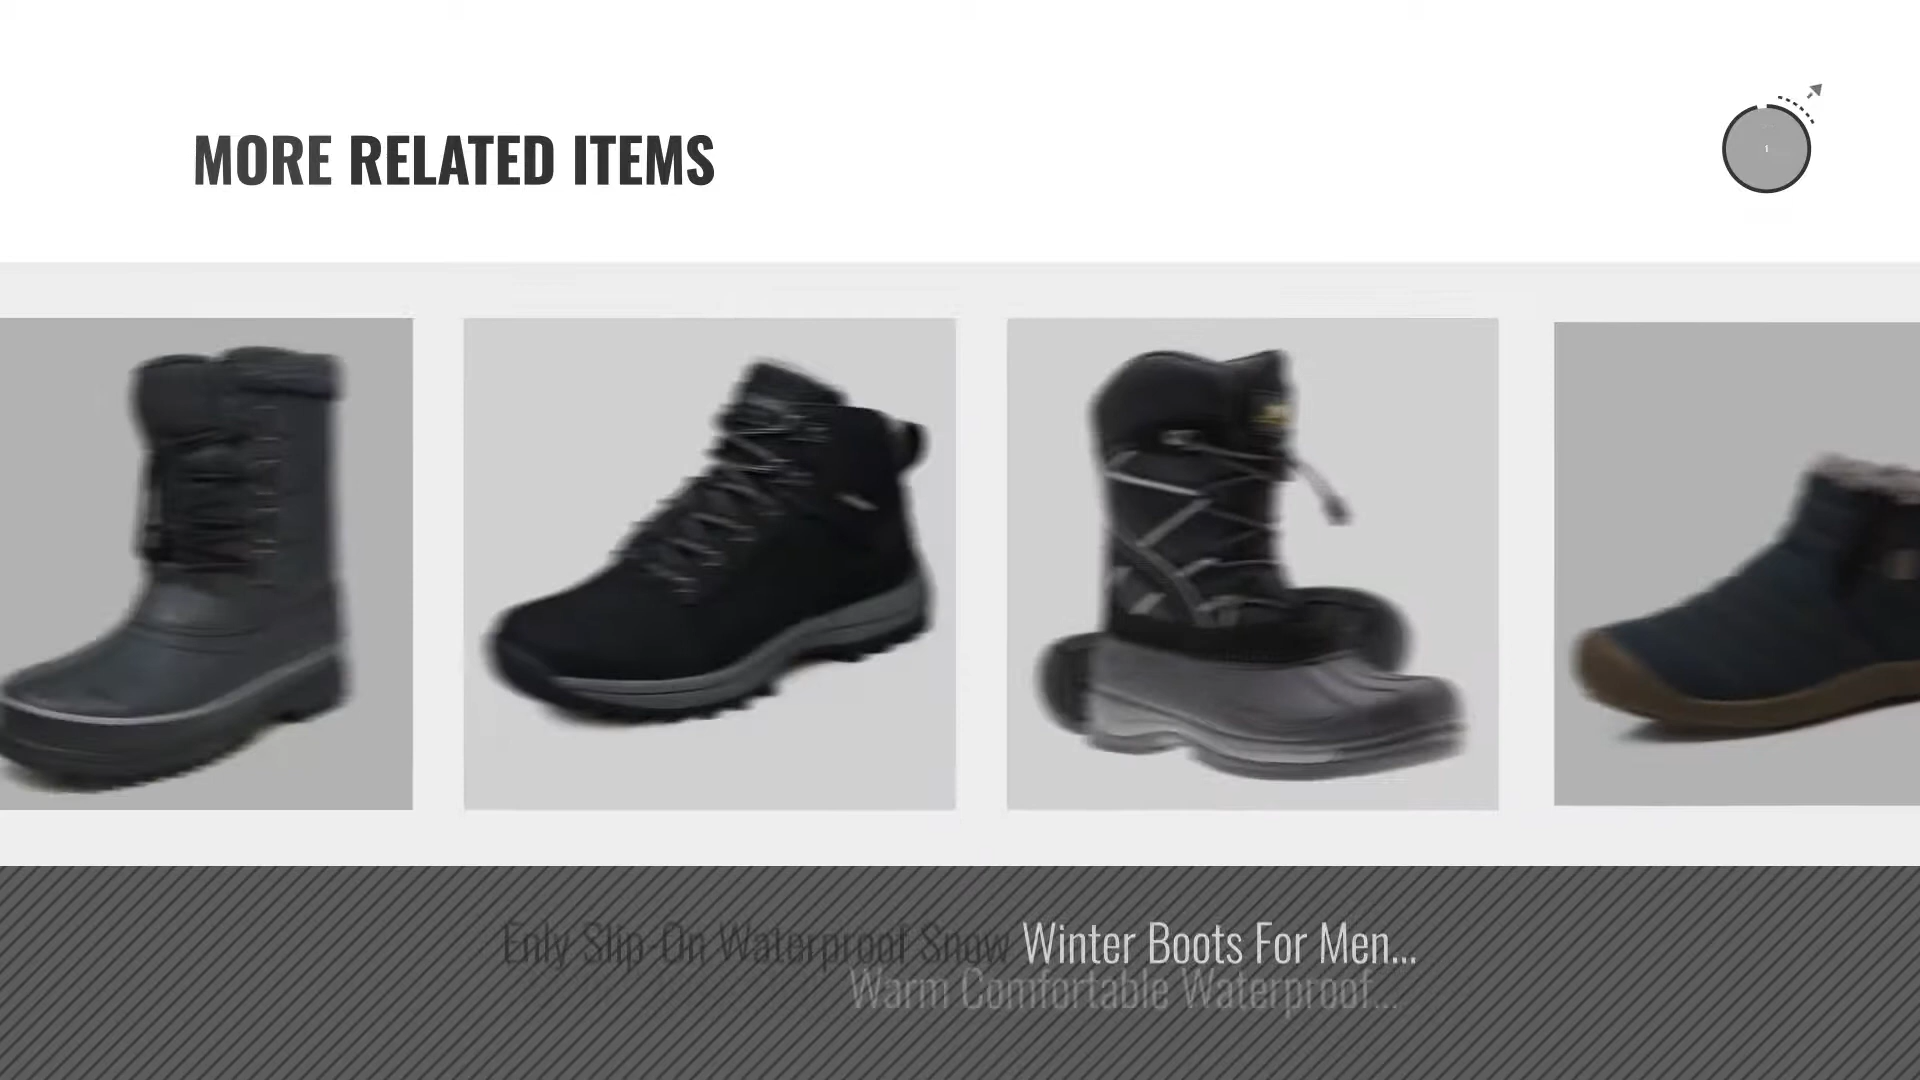 MORE RELATED ITEMS
Enly Slip-On Waterproof Snow Winter Boots For Men...
Warm Comfortable Waterproof...